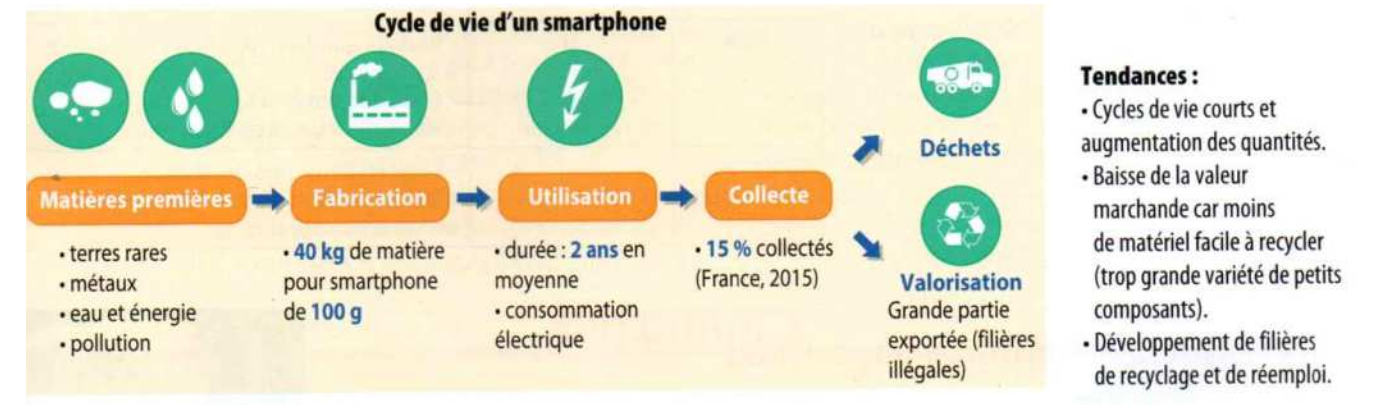 Cycle de vie d'un smartphone
Matières premières
• terres rares
• métaux
• eau et énergie
• pollution
Fabrication
• 40 kg de matière
pour smartphone
de 100 g
Utilisation
• durée : 2 ans en
moyenne
• consommation
électrique
Collecte
• 15 % collectés
(France, 2015)
Déchets
Valorisation
Grande partie
exportée (filières
illégales)
Tendances :
• Cycles de vie courts et
augmentation des quantités.
• Baisse de la valeur
marchande car moins
de matériel facile à recycler
(trop grande variété de petits
composants).
• Développement de filières
de recyclage et de réemploi.